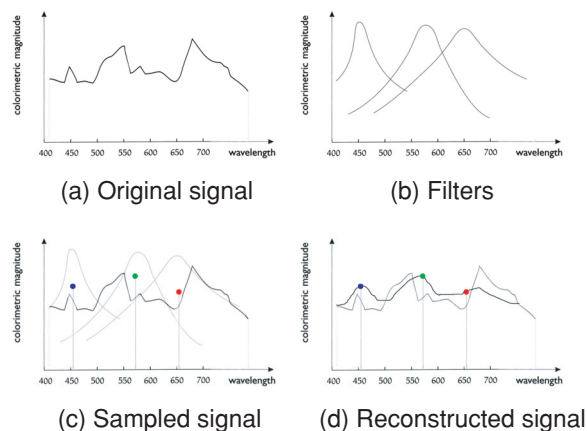 colorimetric magnitude
400 450 500 550 600 650 700 wavelength
(a) Original signal
colorimetric magnitude
400 450 500 550 600 650 700 wavelength
(b) Filters
colorimetric magnitude
400 450 500 550 600 650 700 wavelength
(c) Sampled signal
colorimetric magnitude
400 450 500 550 600 650 700 wavelength
(d) Reconstructed signal